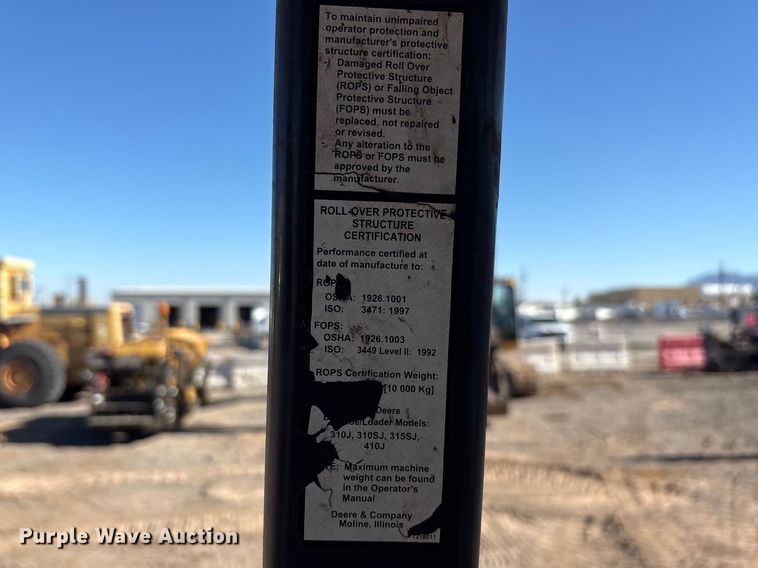 To maintain unimpaired
operator protection and
manufacturer's protective
structure certification:
- Damaged Roll Over
Protective Structure
(ROPS) or Falling Object
Protective Structure
(FOPS) must be
replaced, not repaired
or revised.
Any alteration to the
ROPS or FOPS must be
approved by the
manufacturer.
ROLL-OVER PROTECTIVE
STRUCTURE
CERTIFICATION
Performance certified at
date of manufacture to:
OSHA: 1926.1001
ISO: 3471: 1997
FOPS:
OSHA: 1926.1003
ISO: 3449 Level II: 1992
ROPS Certification Weight:
[10 000 Kg]
Deere
/Loader Models:
310J, 310SJ, 315SJ,
410J
Maximum machine
weight can be found
in the Operator's
Manual
Deere & Company
Moline, Illinois
T218011
Purple Wave Auction